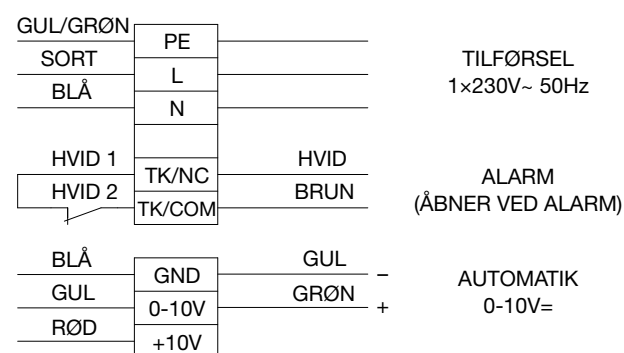 GUL/GRØN PE
SORT L TILFØRSEL
BLÅ N 1×230V~ 50Hz
HVID 1 TK/NC HVID ALARM
HVID 2 TK/COM BRUN (ÅBNER VED ALARM)
BLÅ GND GUL – AUTOMATIK
GUL 0-10V GRØN + 0-10V=
RØD +10V